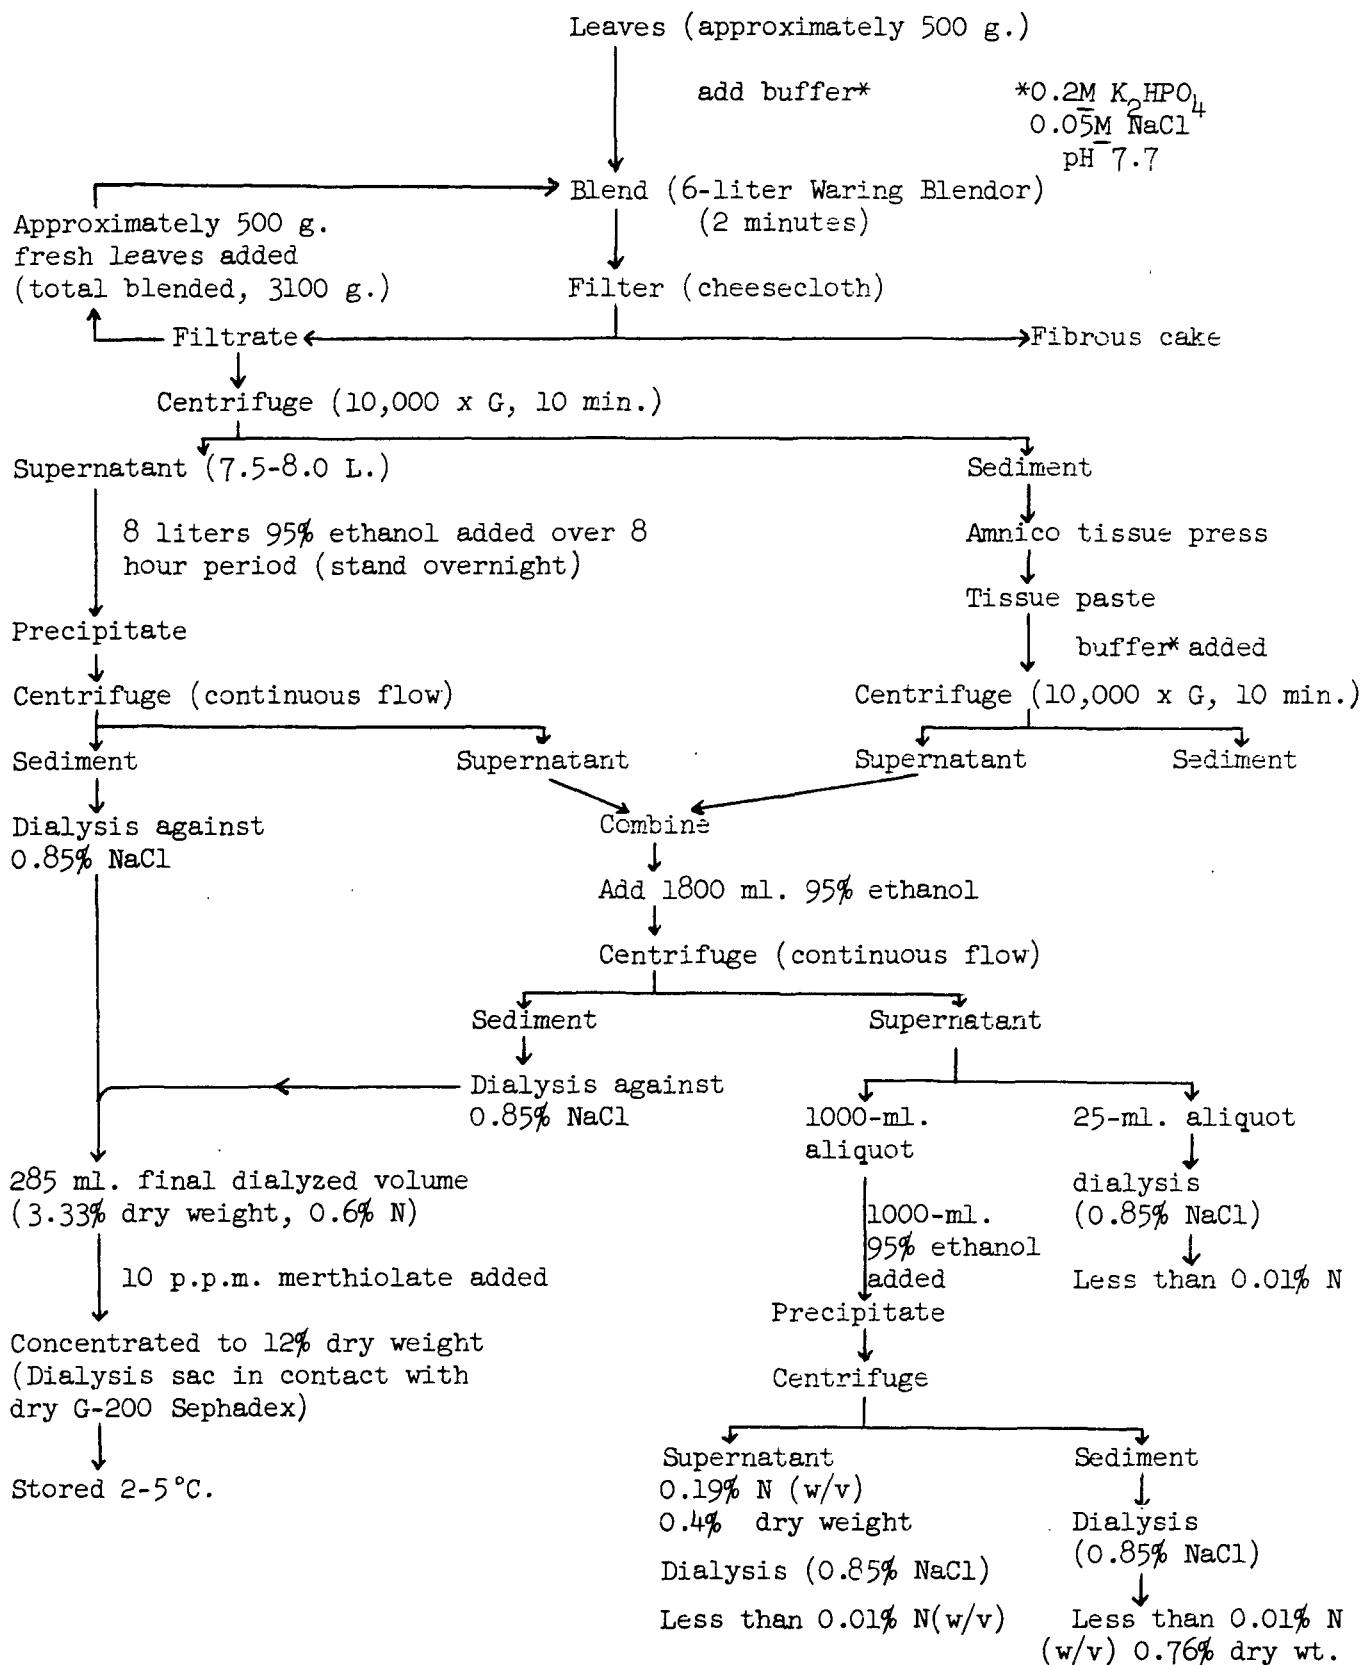 Leaves (approximately 500 g.)
add buffer*
*0.2M K2HPO4
0.05M NaCl
pH 7.7
Blend (6-liter Waring Blendor)
(2 minutes)
Approximately 500 g.
fresh leaves added
(total blended, 3100 g.)
Filter (cheesecloth)
Filtrate
Fibrous cake
Centrifuge (10,000 x G, 10 min.)
Supernatant (7.5-8.0 L.)
Sediment
8 liters 95% ethanol added over 8
hour period (stand overnight)
Amnico tissue press
Tissue paste
Precipitate
buffer* added
Centrifuge (continuous flow)
Centrifuge (10,000 x G, 10 min.)
Sediment
Supernatant
Supernatant
Sediment
Dialysis against
0.85% NaCl
Combine
Add 1800 ml. 95% ethanol
Centrifuge (continuous flow)
Sediment
Supernatant
Dialysis against
0.85% NaCl
1000-ml.
aliquot
25-ml. aliquot
285 ml. final dialyzed volume
(3.33% dry weight, 0.6% N)
dialysis
(0.85% NaCl)
1000-ml.
95% ethanol
added
10 p.p.m. merthiolate added
Less than 0.01% N
Precipitate
Concentrated to 12% dry weight
(Dialysis sac in contact with
dry G-200 Sephadex)
Centrifuge
Stored 2-5°C.
Supernatant
0.19% N (w/v)
0.4% dry weight
Dialysis (0.85% NaCl)
Less than 0.01% N(w/v)
Sediment
Dialysis
(0.85% NaCl)
Less than 0.01% N
(w/v) 0.76% dry wt.